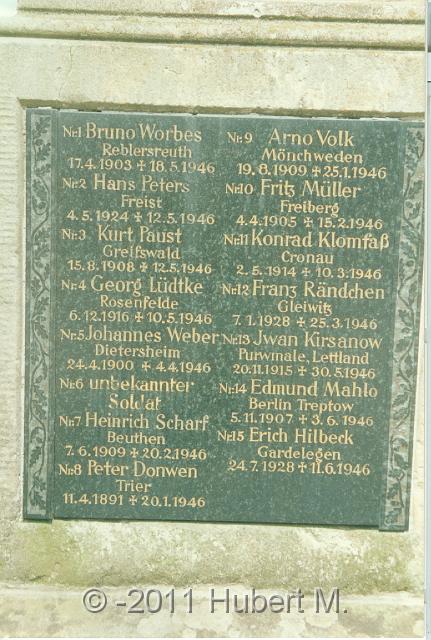 Nr.1 Bruno Worbes
Reblersreuth
17.4.1903 ✝ 18.5.1946
Nr.2 Hans Peters
Freist
4.5.1924 ✝ 12.5.1946
Nr.3 Kurt Paust
Greifswald
15.8.1908 ✝ 12.5.1946
Nr.4 Georg Lüdtke
Rosenfelde
6.12.1916 ✝ 10.5.1946
Nr.5 Johannes Weber
Dietersheim
24.4.1900 ✝ 4.4.1946
Nr.6 unbekannter
Soldat
Nr.7 Heinrich Scharf
Beuthen
7.6.1909 ✝ 20.2.1946
Nr.8 Peter Donwen
Trier
11.4.1891 ✝ 20.1.1946
Nr.9 Arno Volk
Mönchweden
19.8.1909 ✝ 25.1.1946
Nr.10 Fritz Müller
Freiberg
4.4.1905 ✝ 15.2.1946
Nr.11 Konrad Klomfaß
Cronau
2.5.1914 ✝ 10.3.1946
Nr.12 Franz Rändchen
Gleiwitz
7.1.1928 ✝ 25.3.1946
Nr.13 Jwan Kirsanow
Purwmale, Lettland
20.11.1915 ✝ 30.5.1946
Nr.14 Edmund Mahlo
Berlin Treptow
5.11.1907 ✝ 3.6.1946
Nr.15 Erich Hilbeck
Gardelegen
24.7.1928 ✝ 11.6.1946
© -2011 Hubert M.